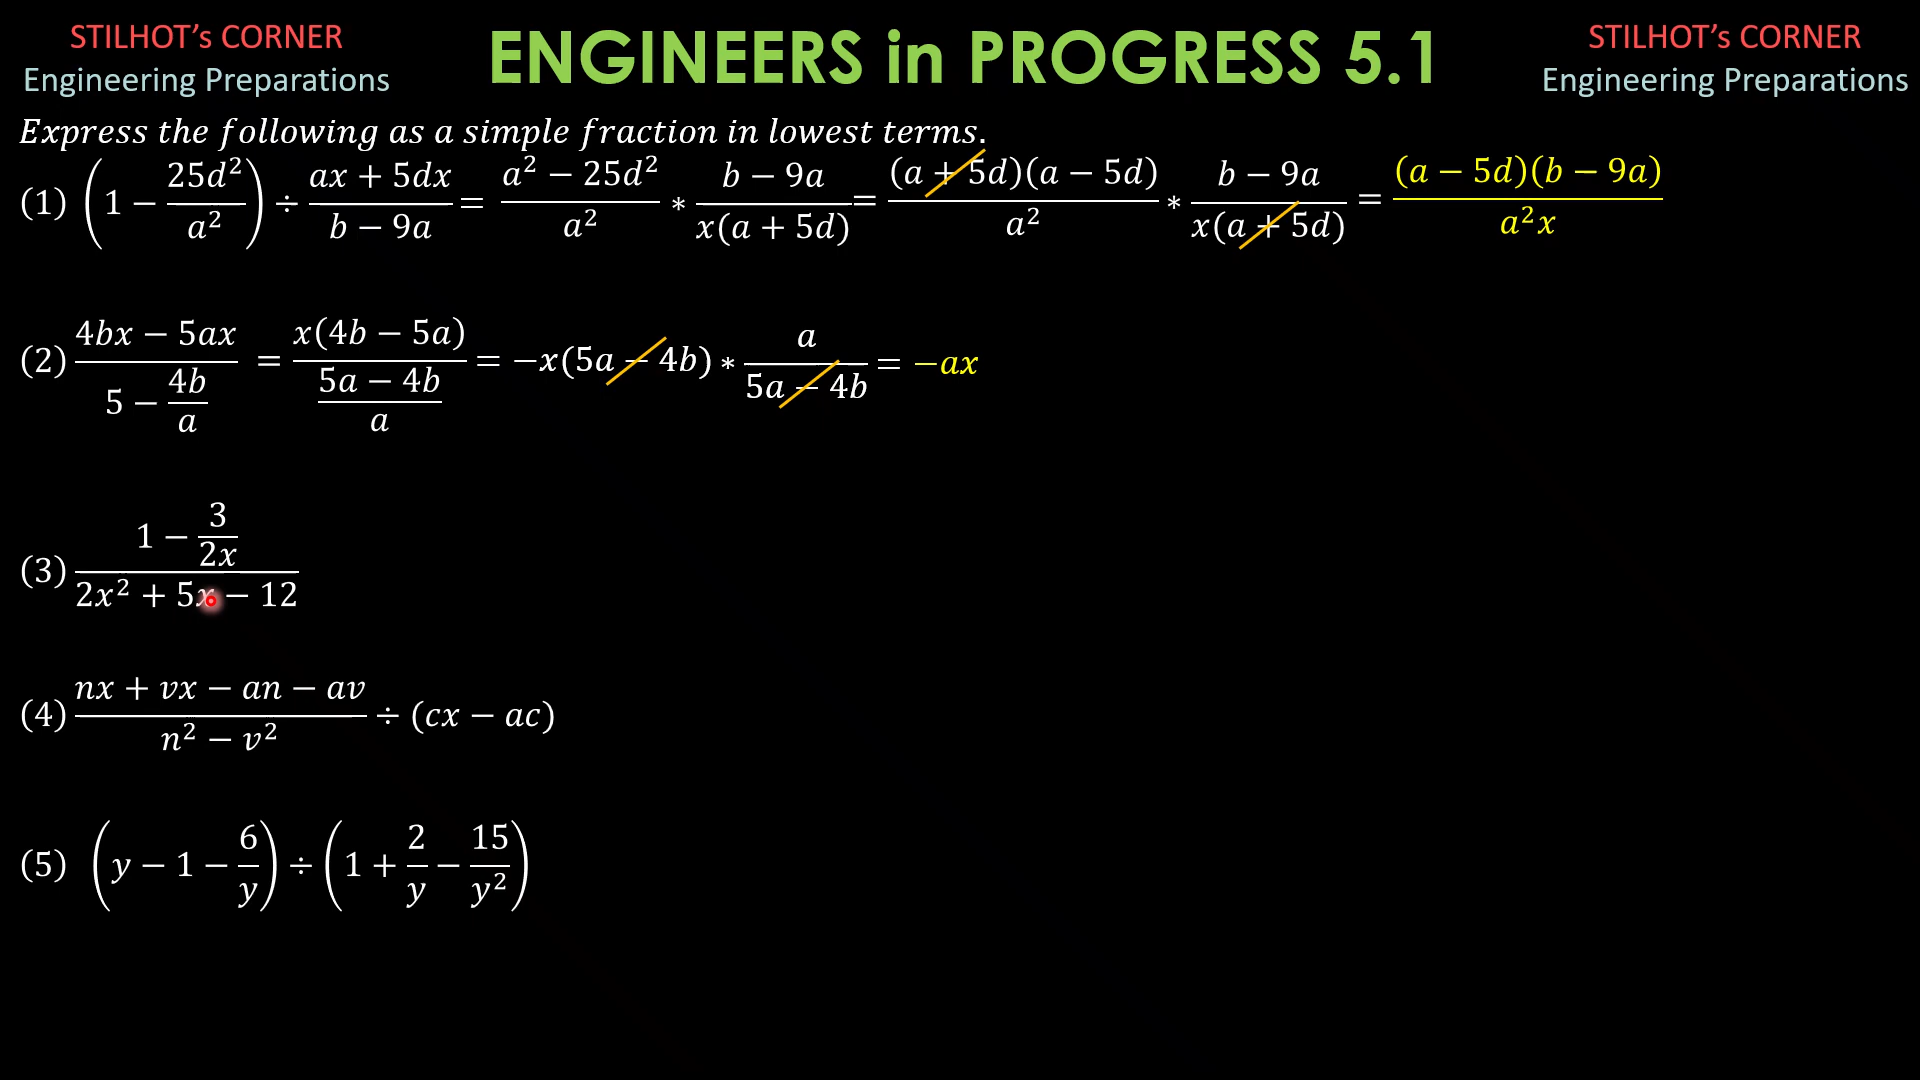 STILHOT's CORNER
Engineering Preparations
ENGINEERS in PROGRESS 5.1
STILHOT's CORNER
Engineering Preparations
Express the following as a simple fraction in lowest terms.
(1) (1 − 25d²/a²) ÷ (ax + 5dx)/(b − 9a) = (a² − 25d²)/a² * (b − 9a)/(x(a + 5d)) = ((a + 5d)(a − 5d))/a² * (b − 9a)/(x(a + 5d)) = ((a − 5d)(b − 9a))/(a²x)
(2) (4bx − 5ax)/(5 − 4b/a) = (x(4b − 5a))/((5a − 4b)/a) = −x(5a − 4b) * a/(5a − 4b) = −ax
(3) (1 − 3/(2x))/(2x² + 5x − 12)
(4) (nx + vx − an − av)/(n² − v²) ÷ (cx − ac)
(5) (y − 1 − 6/y) ÷ (1 + 2/y − 15/y²)